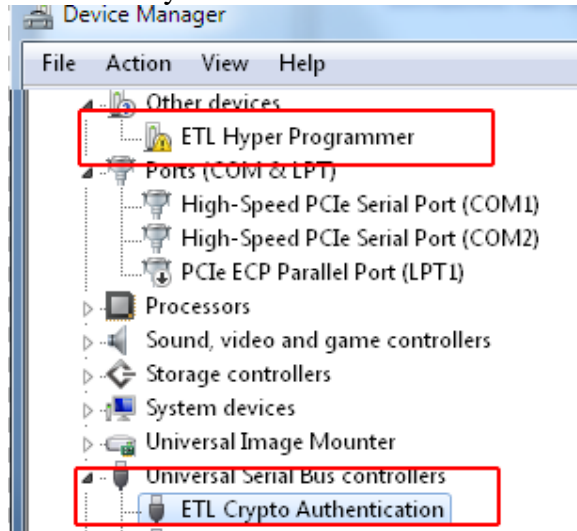 Device Manager
File Action View Help
Other devices
ETL Hyper Programmer
Ports (COM & LPT)
High-Speed PCIe Serial Port (COM1)
High-Speed PCIe Serial Port (COM2)
PCIe ECP Parallel Port (LPT1)
Processors
Sound, video and game controllers
Storage controllers
System devices
Universal Image Mounter
Universal Serial Bus controllers
ETL Crypto Authentication